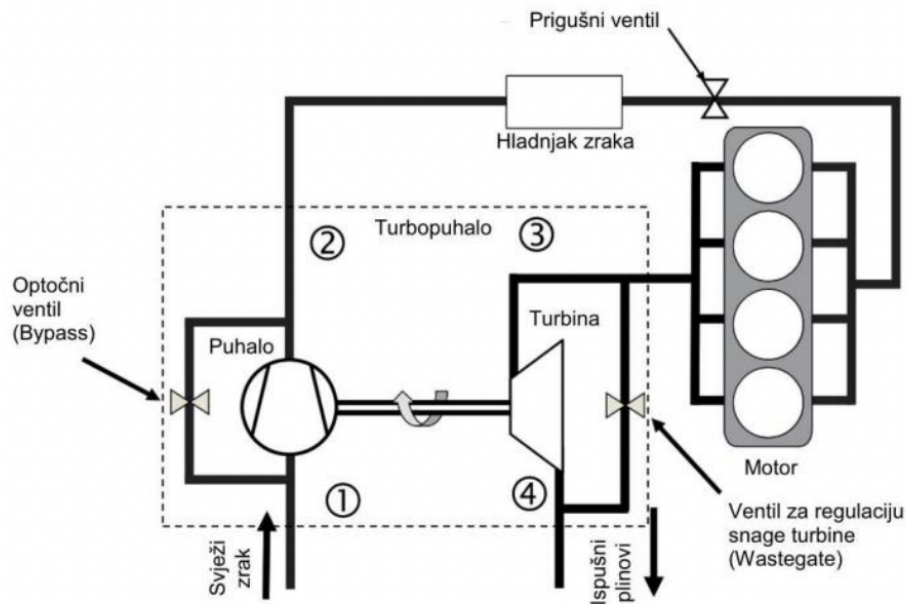 Prigušni ventil
Hladnjak zraka
②
Turbopuhalo
③
Optočni
ventil
(Bypass)
Puhalo
Turbina
Motor
①
④
Svježi
zrak
Ispušni
plinovi
Ventil za regulaciju
snage turbine
(Wastegate)